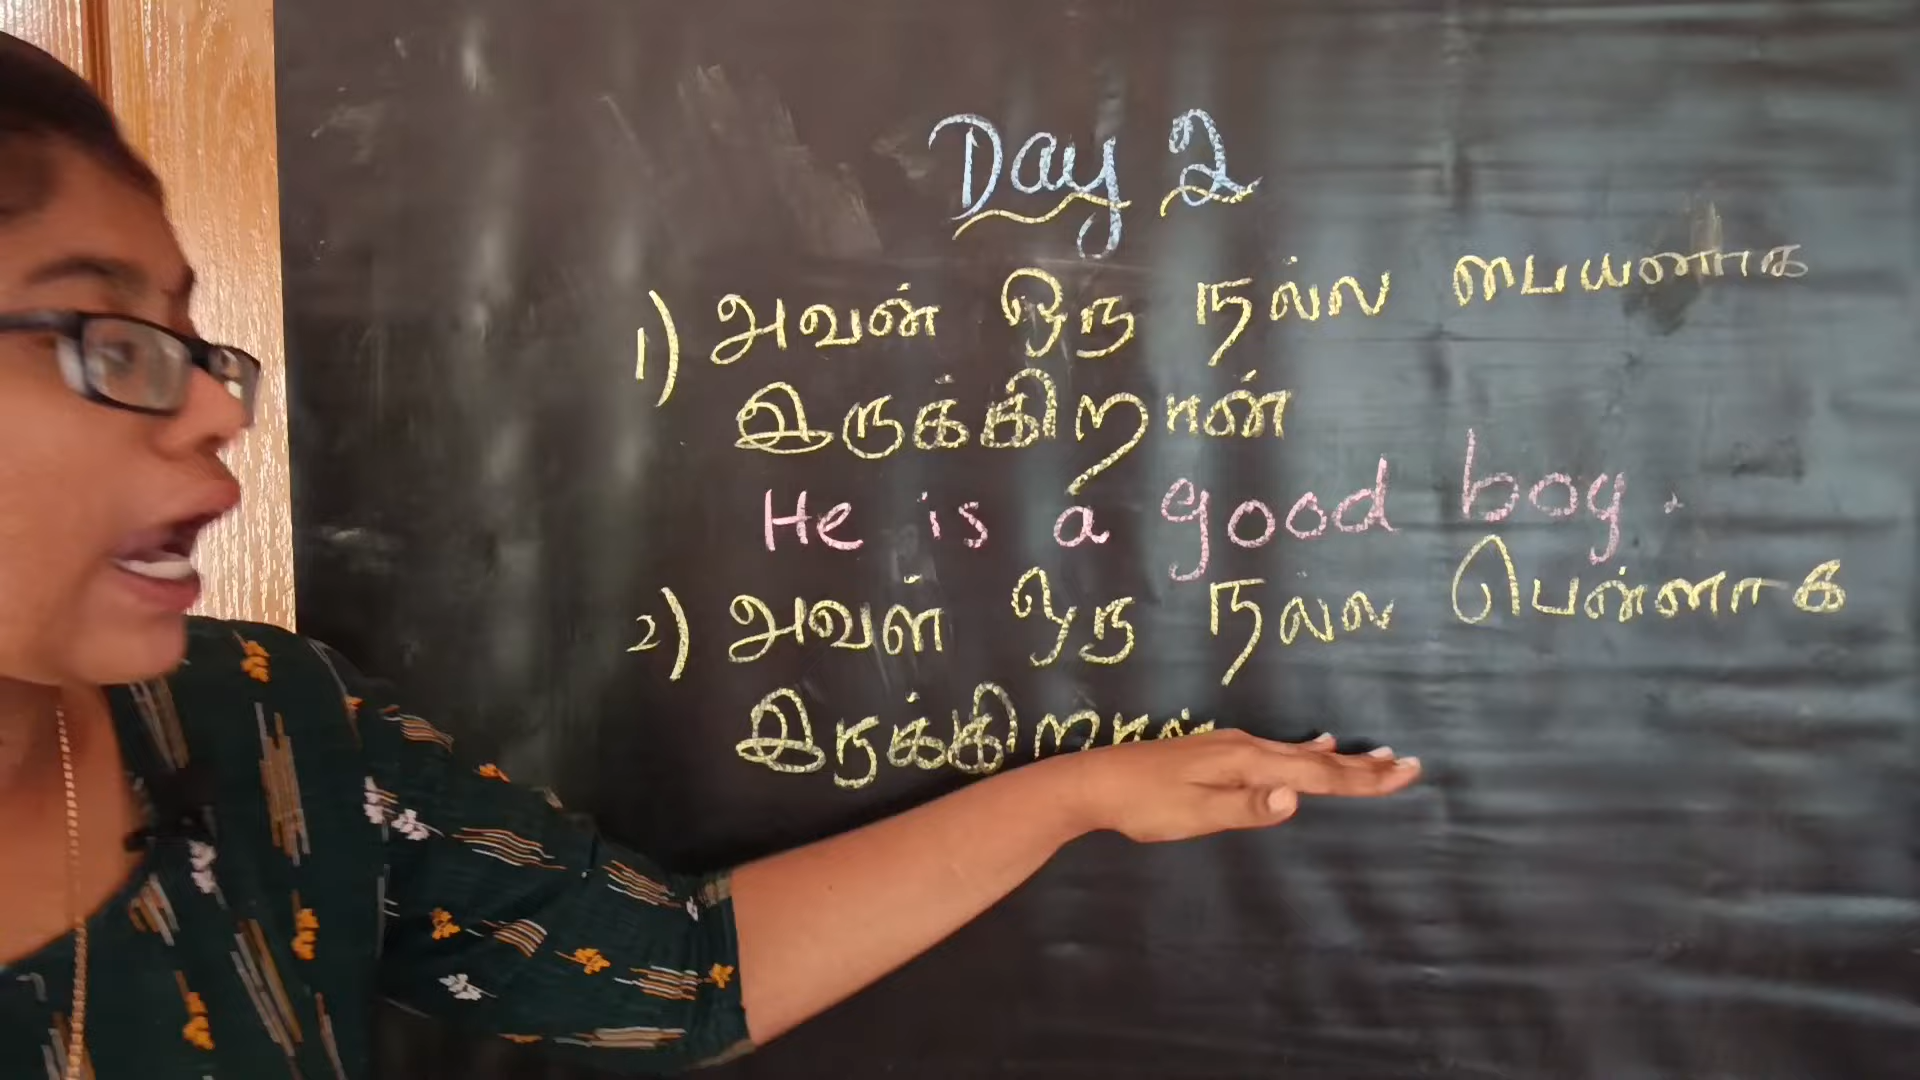 Day 2
1) அவன் ஒரு நல்ல பையனாக
இருக்கிறான்
He is a good boy.
2) அவள் ஒரு நல்ல பென்னாக
இருக்கிறாள்